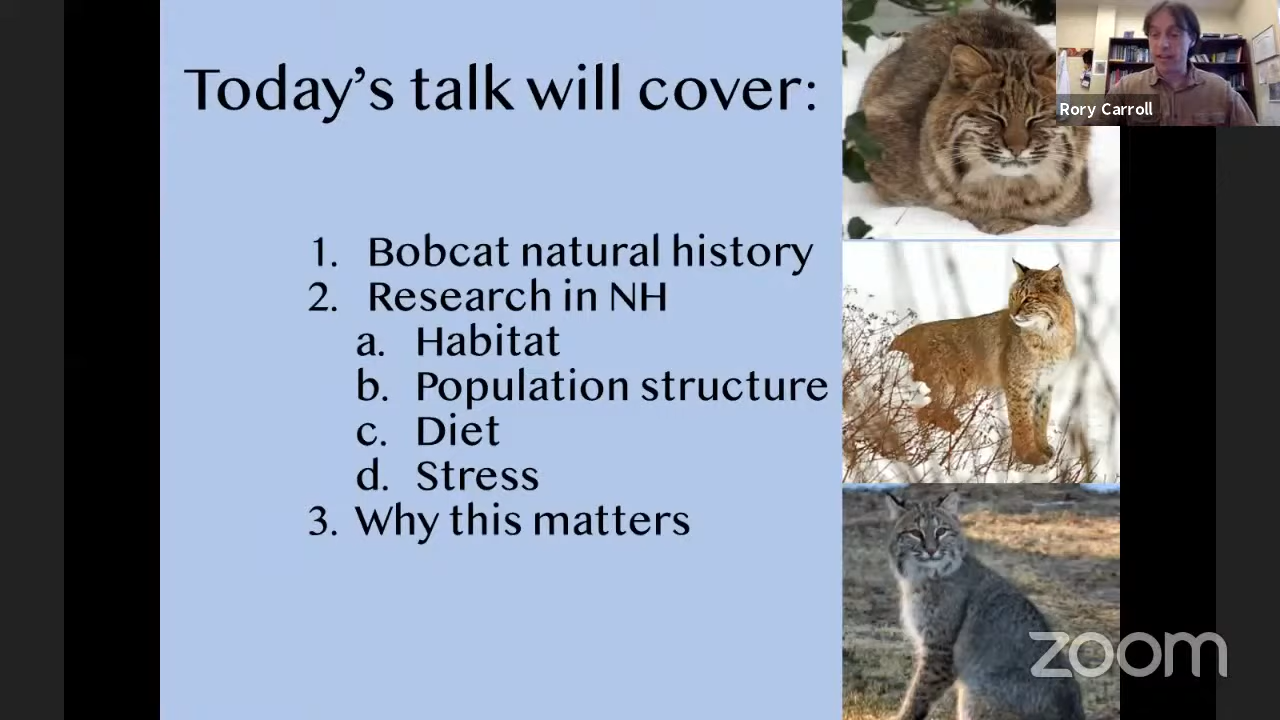 Today's talk will cover:
1. Bobcat natural history
2. Research in NH
a. Habitat
b. Population structure
c. Diet
d. Stress
3. Why this matters
Rory Carroll
zoom